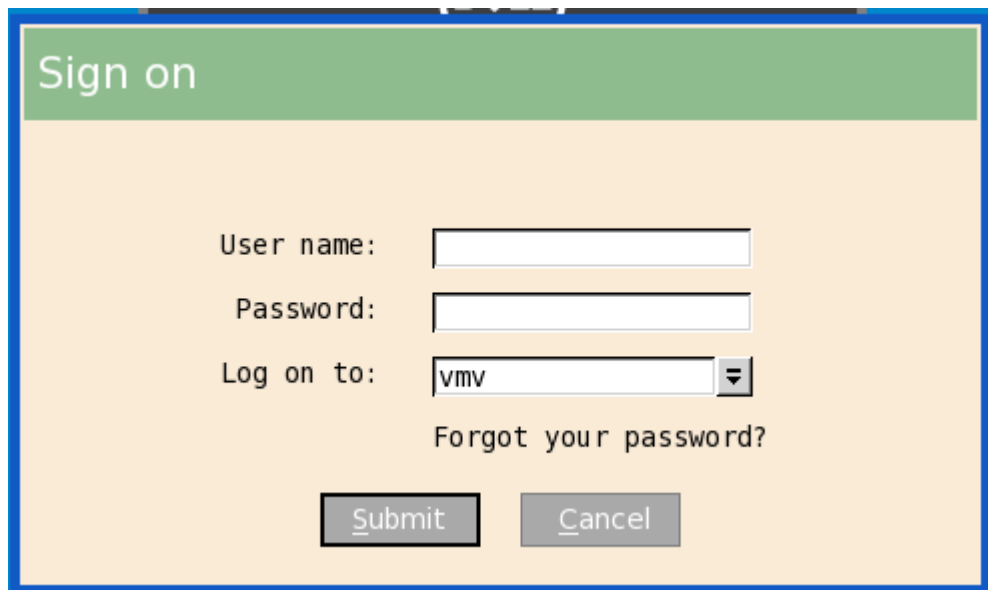 Sign on
User name:
Password:
Log on to: vmv
Forgot your password?
Submit Cancel